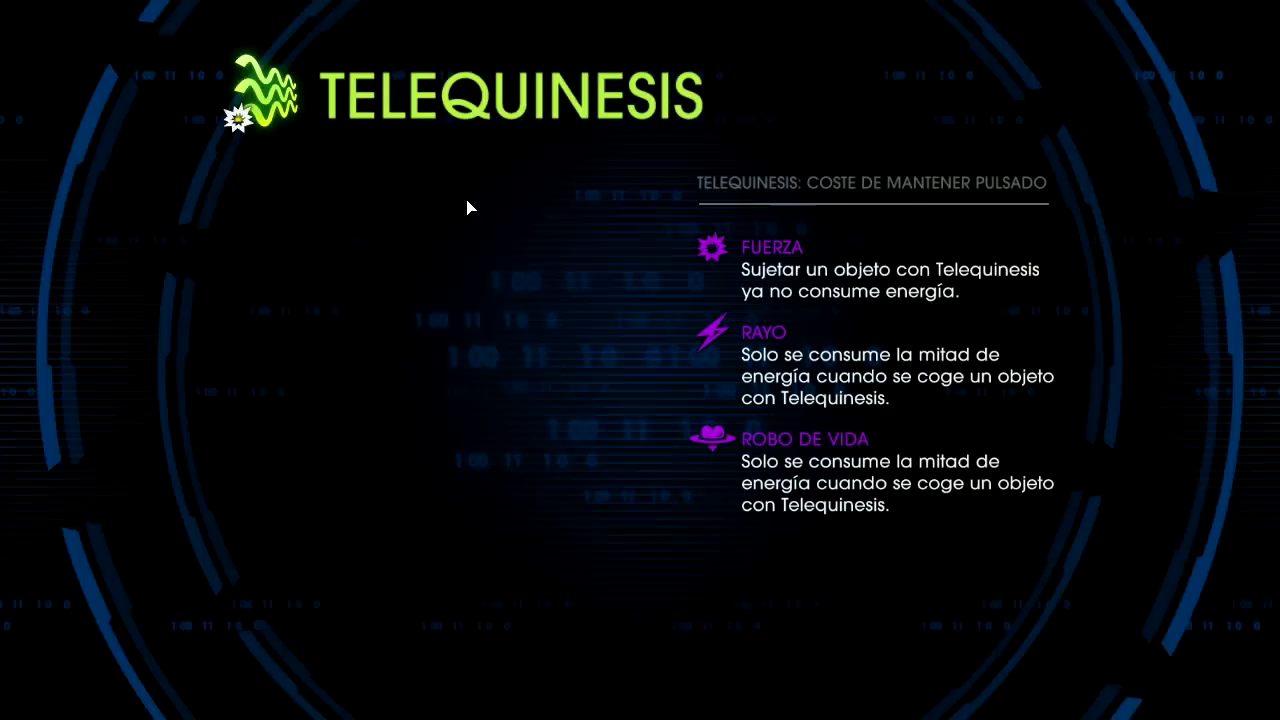 TELEQUINESIS
TELEQUINESIS: COSTE DE MANTENER PULSADO
FUERZA
Sujetar un objeto con Telequinesis
ya no consume energía.
RAYO
Solo se consume la mitad de
energía cuando se coge un objeto
con Telequinesis.
ROBO DE VIDA
Solo se consume la mitad de
energía cuando se coge un objeto
con Telequinesis.